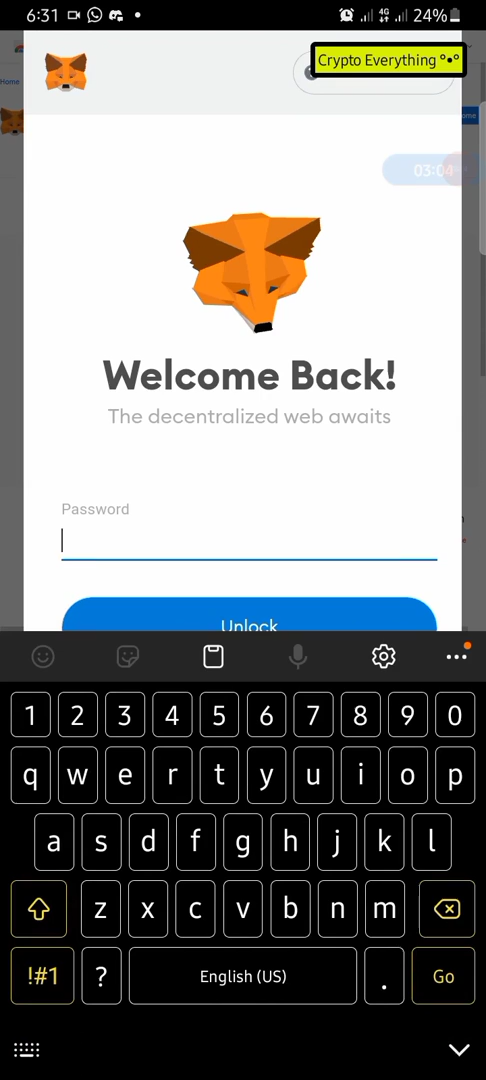 6:31 4G 24%
Crypto Everything °•°
Home
03:04
Welcome Back!
The decentralized web awaits
Password
Unlock
1 2 3 4 5 6 7 8 9 0
q w e r t y u i o p
a s d f g h j k l
z x c v b n m
!#1 ? English (US) . Go